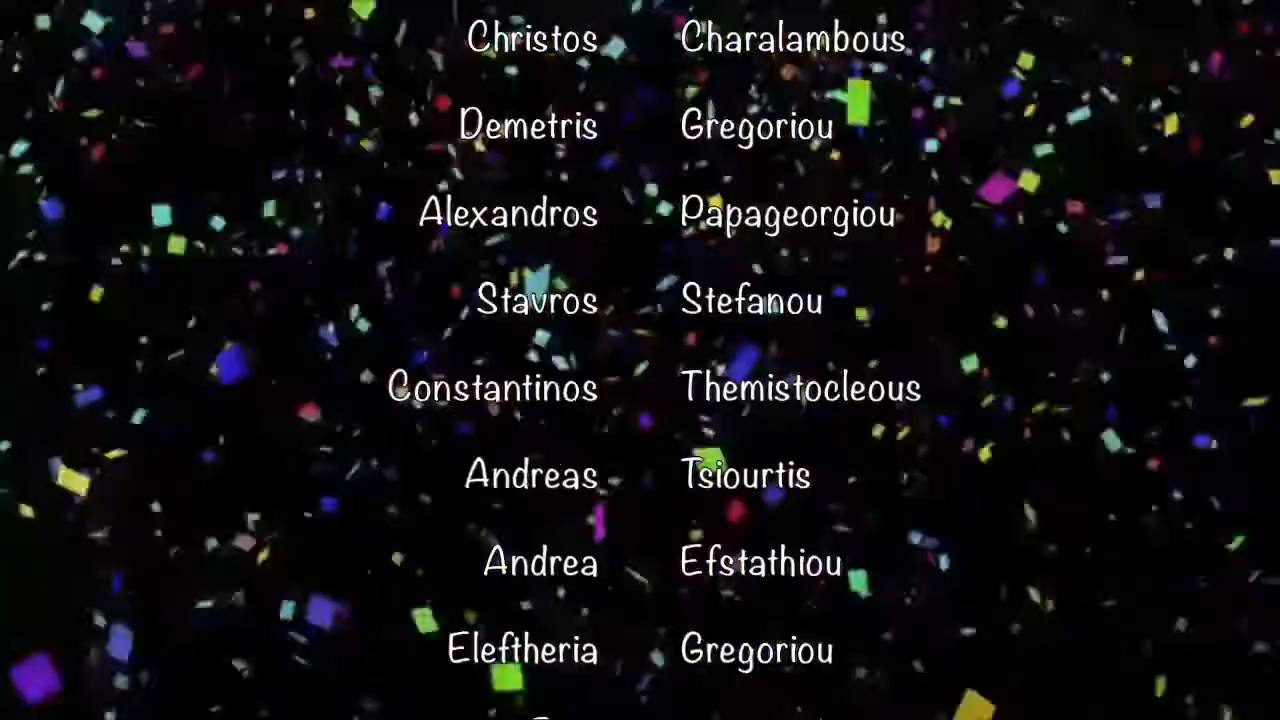 Christos Charalambous
Demetris Gregoriou
Alexandros Papageorgiou
Stavros Stefanou
Constantinos Themistocleous
Andreas Tsiourtis
Andrea Efstathiou
Eleftheria Gregoriou